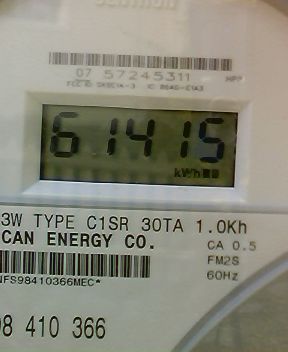 07 57245311
61415
kWh
3W TYPE C1SR 30TA 1.0Kh
CAN ENERGY CO.
CA 0.5
FM2S
60Hz
NFS98410366MEC*
98 410 366